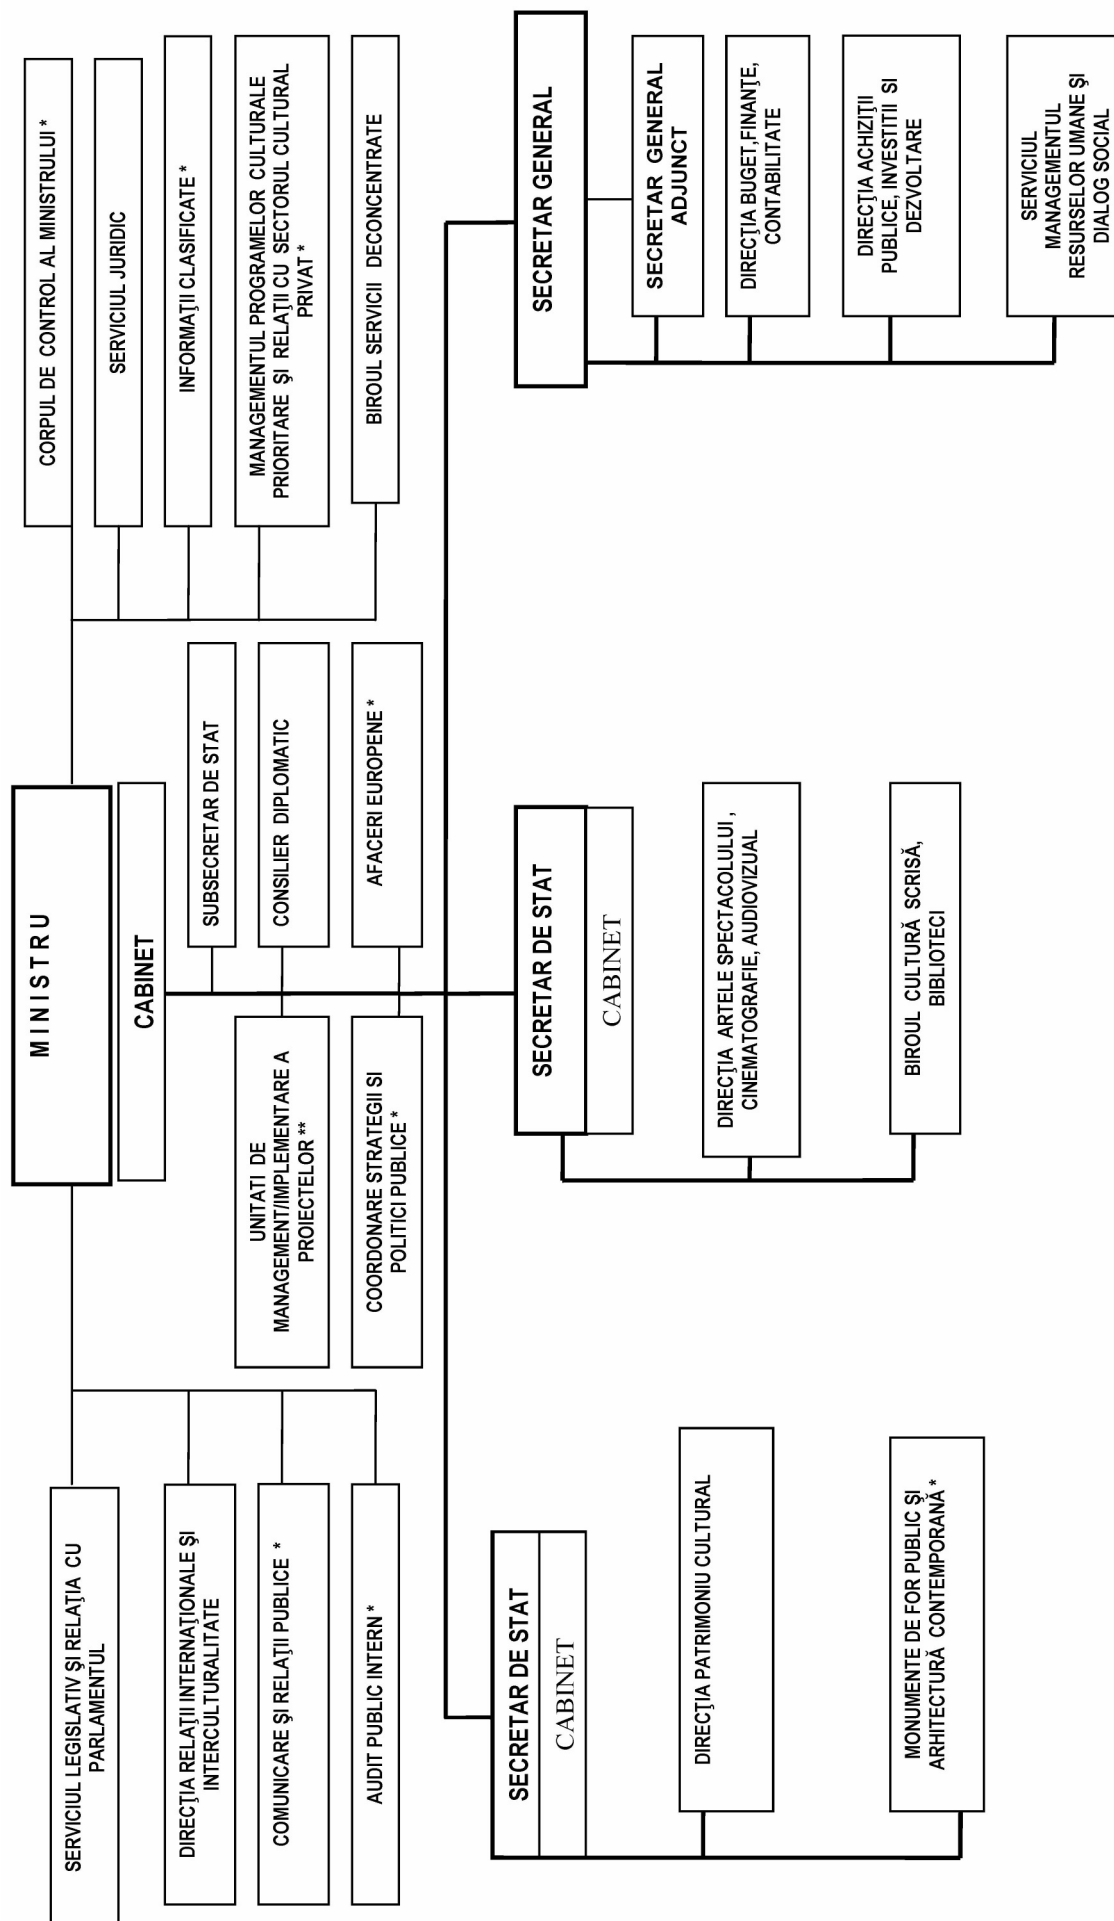 M I N I S T R U
CABINET
SERVICIUL LEGISLATIV ŞI RELAŢIA CU
PARLAMENTUL
DIRECŢIA RELAŢII INTERNAŢIONALE ŞI
INTERCULTURALITATE
COMUNICARE ŞI RELAŢII PUBLICE *
AUDIT PUBLIC INTERN *
UNITATI DE
MANAGEMENT/IMPLEMENTARE A
PROIECTELOR **
COORDONARE STRATEGII SI
POLITICI PUBLICE *
SUBSECRETAR DE STAT
CONSILIER DIPLOMATIC
AFACERI EUROPENE *
CORPUL DE CONTROL AL MINISTRULUI *
SERVICIUL JURIDIC
INFORMAŢII CLASIFICATE *
MANAGEMENTUL PROGRAMELOR CULTURALE
PRIORITARE ŞI RELAŢII CU SECTORUL CULTURAL
PRIVAT *
BIROUL SERVICII DECONCENTRATE
SECRETAR DE STAT
CABINET
DIRECŢIA PATRIMONIU CULTURAL
MONUMENTE DE FOR PUBLIC ŞI
ARHITECTURĂ CONTEMPORANĂ *
SECRETAR DE STAT
CABINET
DIRECŢIA ARTELE SPECTACOLULUI ,
CINEMATOGRAFIE, AUDIOVIZUAL
BIROUL CULTURĂ SCRISĂ,
BIBLIOTECI
SECRETAR GENERAL
SECRETAR GENERAL
ADJUNCT
DIRECŢIA BUGET,FINANŢE,
CONTABILITATE
DIRECŢIA ACHIZIŢII
PUBLICE, INVESTITII SI
DEZVOLTARE
SERVICIUL
MANAGEMENTUL
RESURSELOR UMANE ŞI
DIALOG SOCIAL